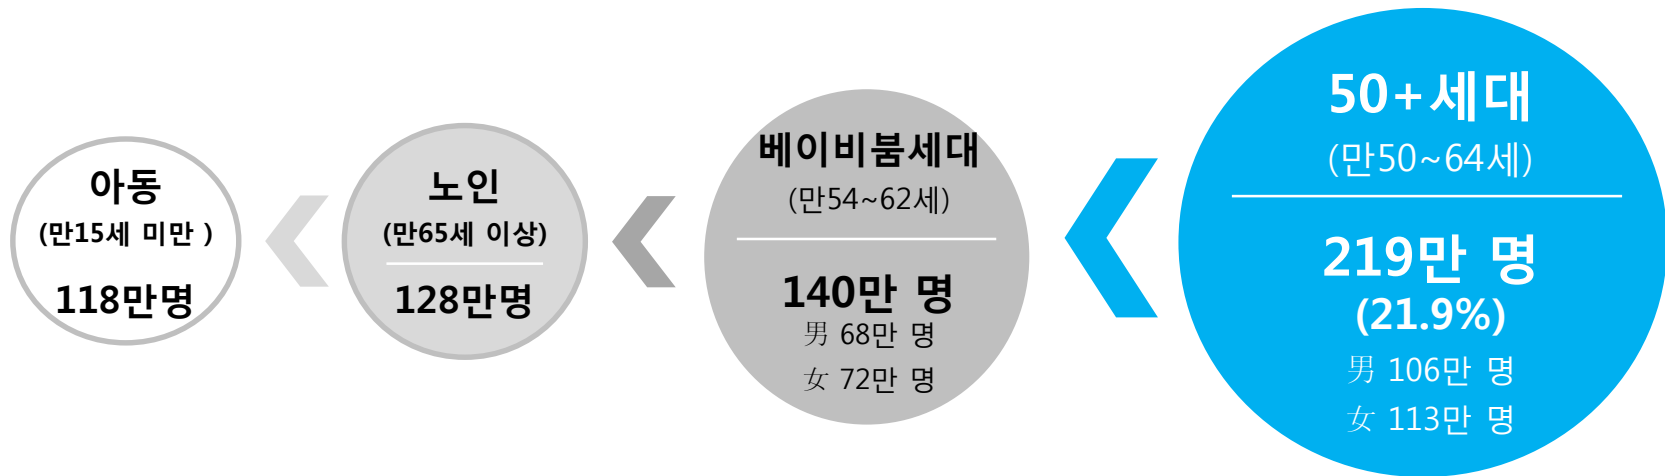 아동
(만15세 미만 )
118만명
노인
(만65세 이상)
128만명
베이비붐세대
(만54~62세)
140만 명
男 68만 명
女 72만 명
50+세대
(만50~64세)
219만 명
(21.9%)
男 106만 명
女 113만 명